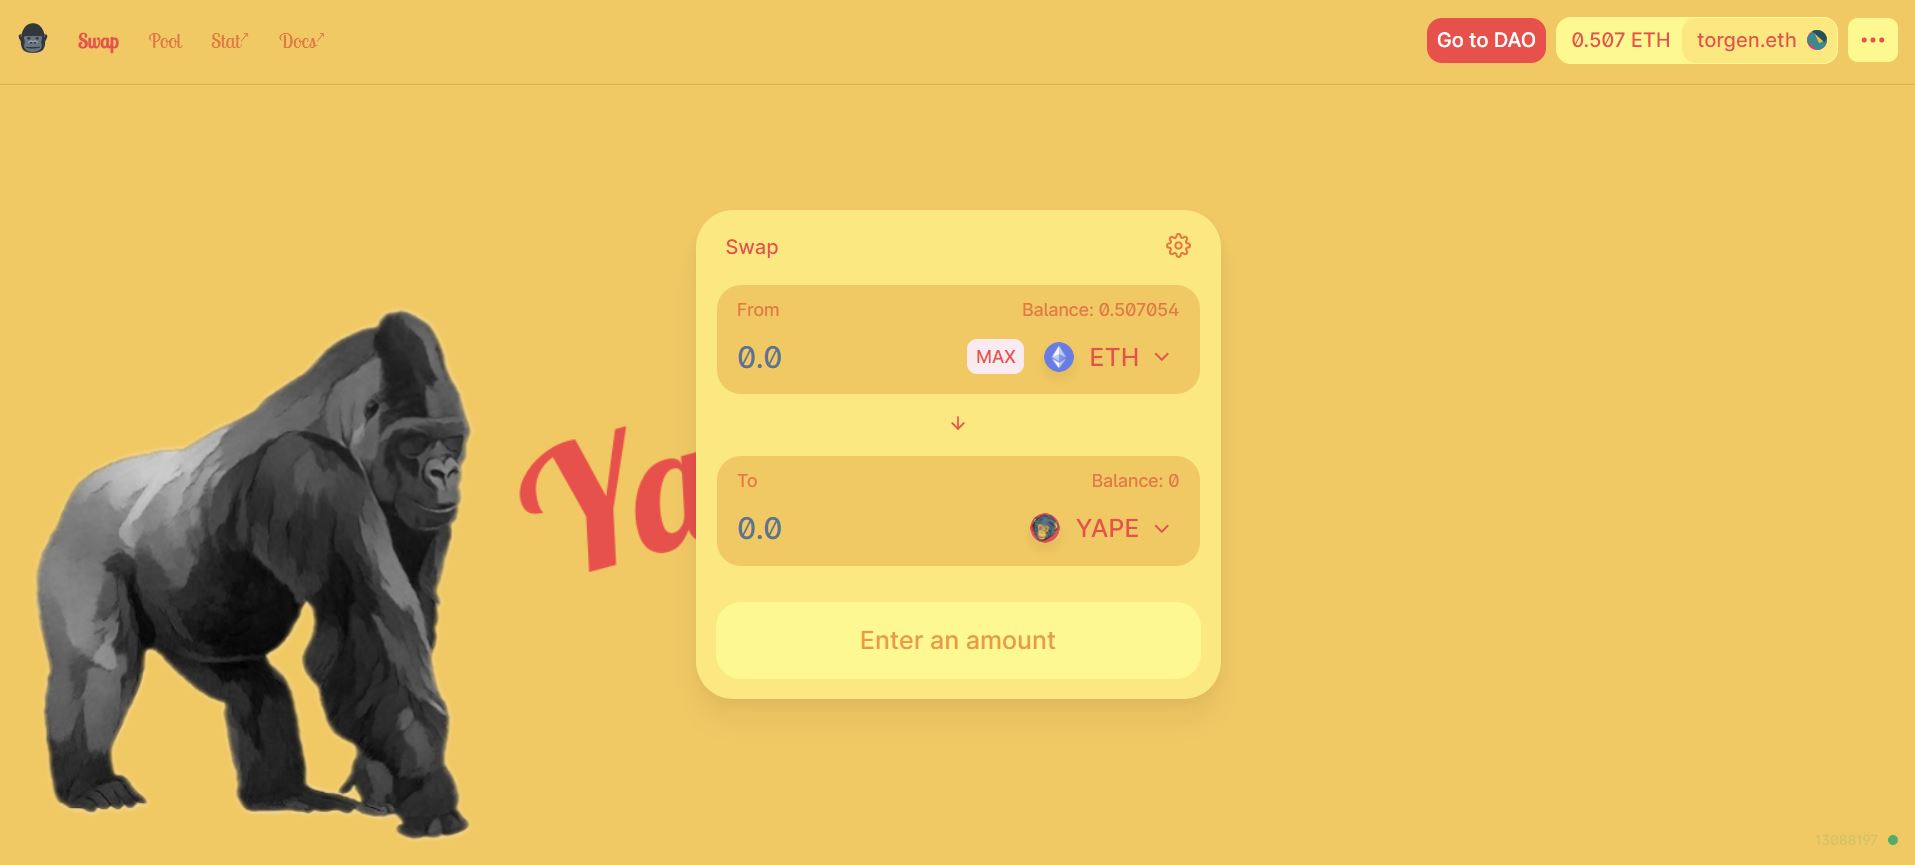 Swap Pool Stat↗ Docs↗ Go to DAO 0.507 ETH torgen.eth
Swap
From Balance: 0.507054
0.0 MAX ETH
Ya
To Balance: 0
0.0 YAPE
Enter an amount
13088197